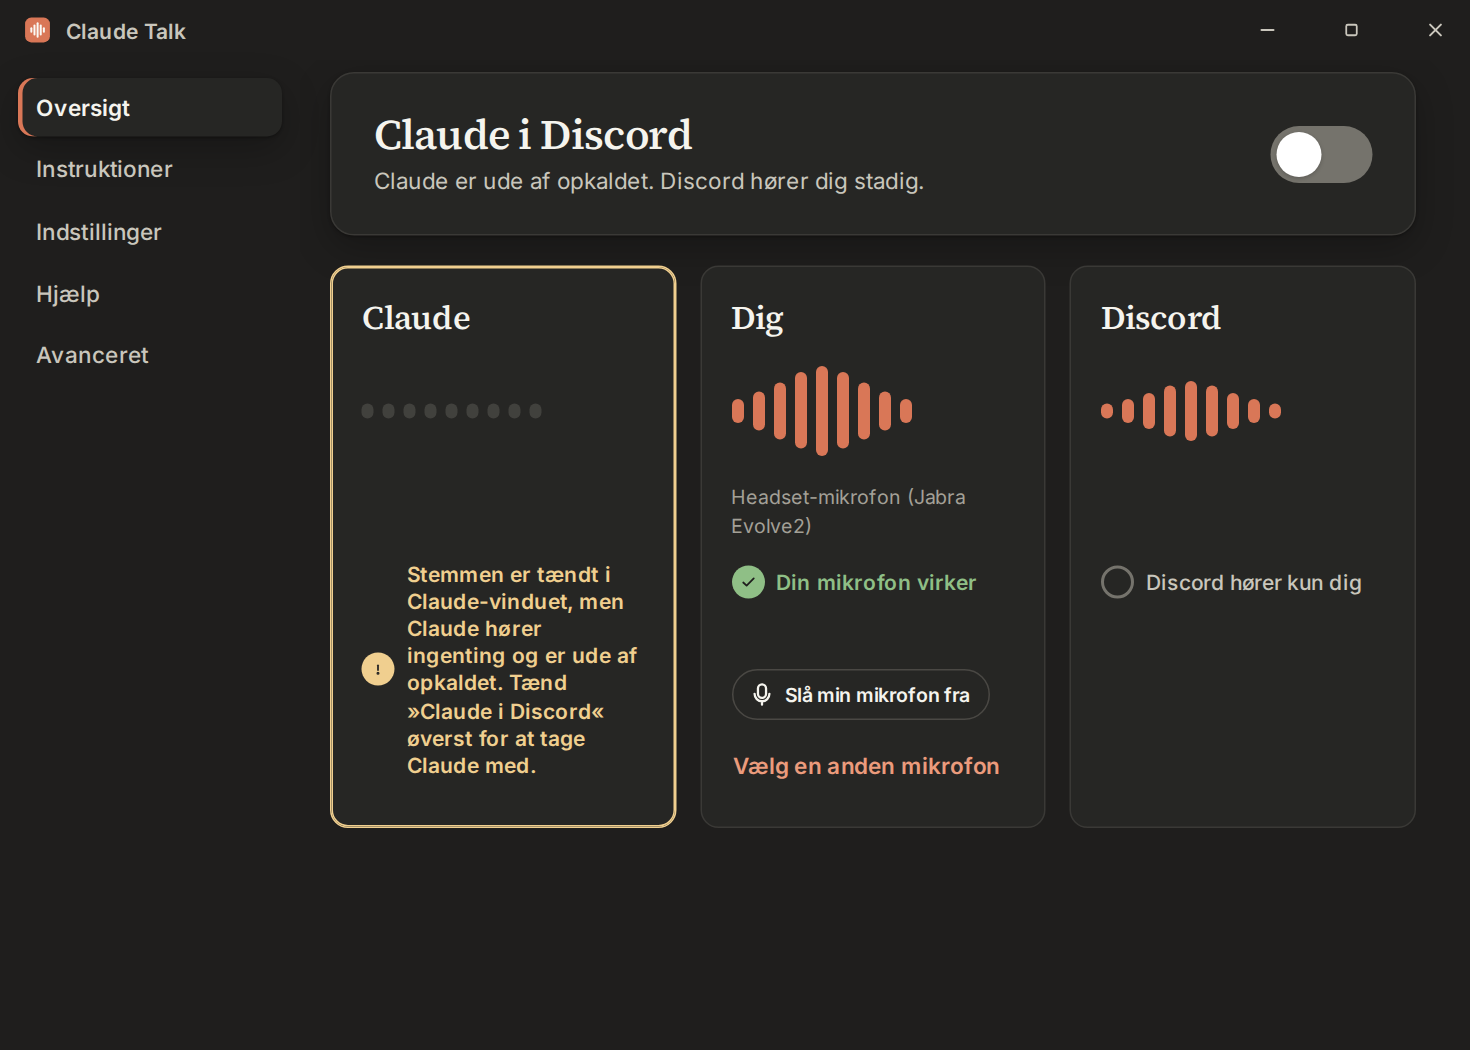 Claude Talk
Oversigt
Instruktioner
Indstillinger
Hjælp
Avanceret
Claude i Discord
Claude er ude af opkaldet. Discord hører dig stadig.
Claude
Stemmen er tændt i
Claude-vinduet, men
Claude hører
ingenting og er ude af
opkaldet. Tænd
»Claude i Discord«
øverst for at tage
Claude med.
Dig
Headset-mikrofon (Jabra
Evolve2)
Din mikrofon virker
Slå min mikrofon fra
Vælg en anden mikrofon
Discord
Discord hører kun dig